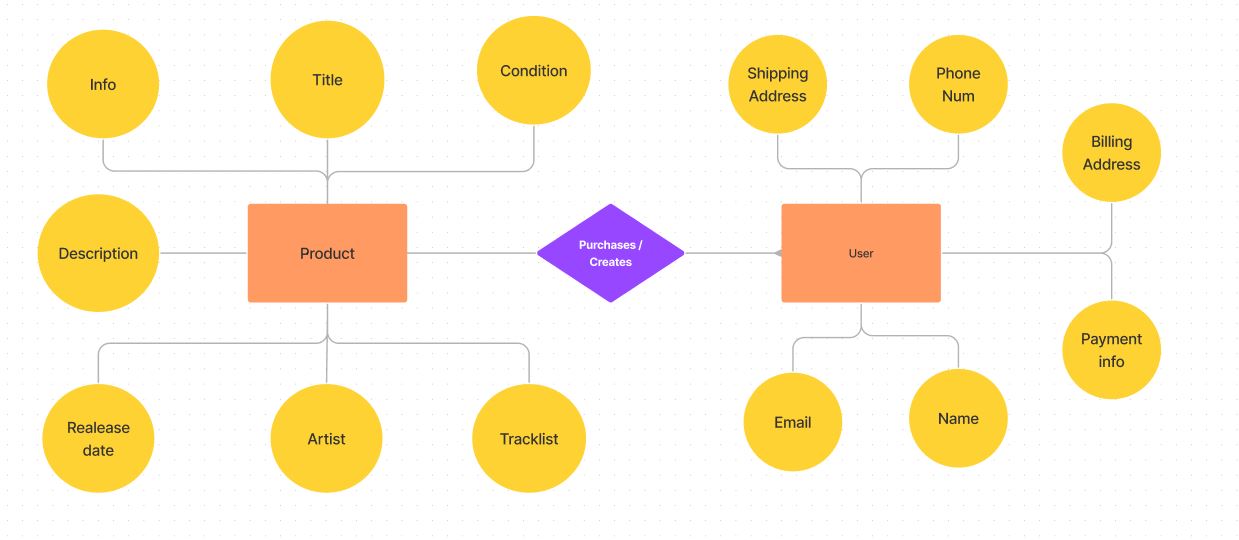 Info
Title
Condition
Shipping
Address
Phone
Num
Billing
Address
Description
Product
Purchases /
Creates
User
Payment
info
Realease
date
Artist
Tracklist
Email
Name